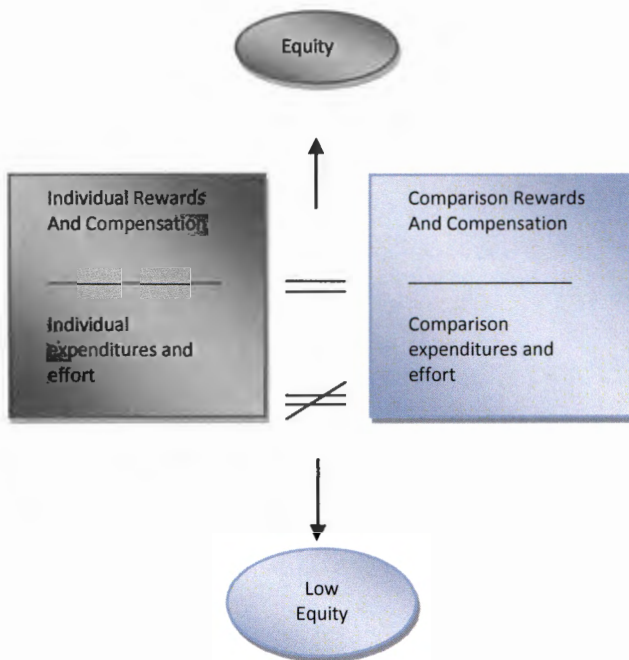 Equity
Individual Rewards
And Compensation
Individual
expenditures and
effort
=
≠
Comparison Rewards
And Compensation
Comparison
expenditures and
effort
Low
Equity